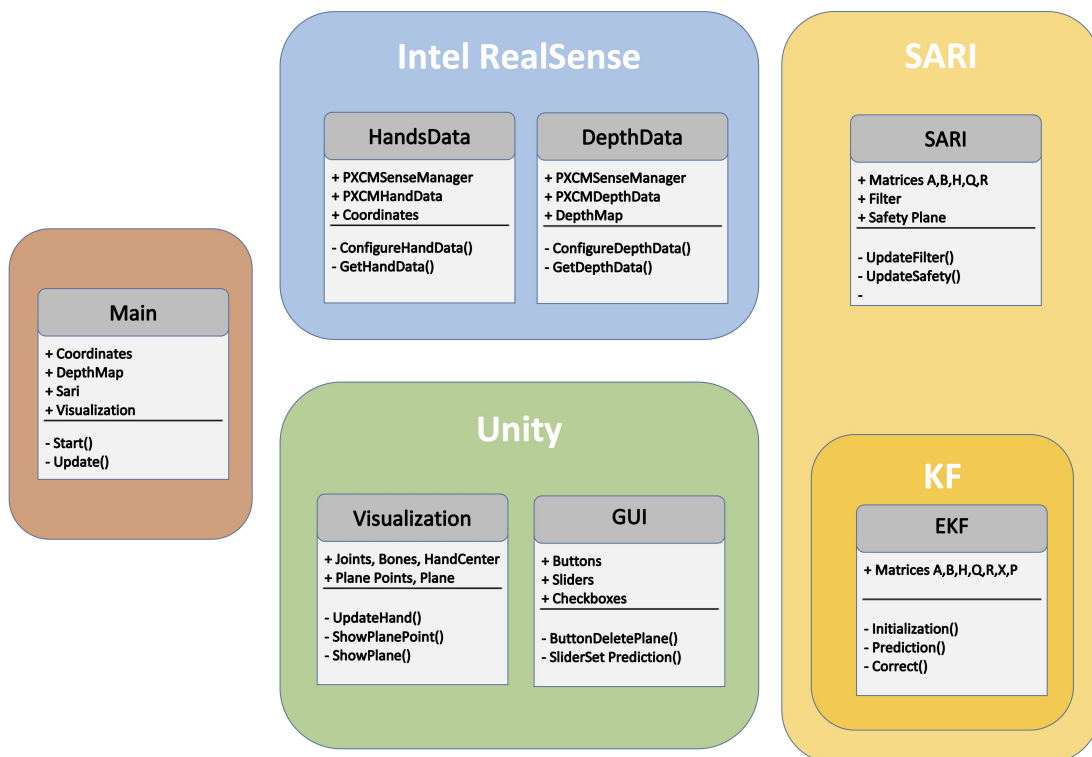 Intel RealSense
HandsData
+ PXCMSenseManager
+ PXCMHandData
+ Coordinates
- ConfigureHandData()
- GetHandData()
DepthData
+ PXCMSenseManager
+ PXCMDepthData
+ DepthMap
- ConfigureDepthData()
- GetDepthData()
SARI
SARI
+ Matrices A,B,H,Q,R
+ Filter
+ Safety Plane
- UpdateFilter()
- UpdateSafety()
-
Main
+ Coordinates
+ DepthMap
+ Sari
+ Visualization
- Start()
- Update()
Unity
Visualization
+ Joints, Bones, HandCenter
+ Plane Points, Plane
- UpdateHand()
- ShowPlanePoint()
- ShowPlane()
GUI
+ Buttons
+ Sliders
+ Checkboxes
- ButtonDeletePlane()
- SliderSet Prediction()
KF
EKF
+ Matrices A,B,H,Q,R,X,P
- Initialization()
- Prediction()
- Correct()